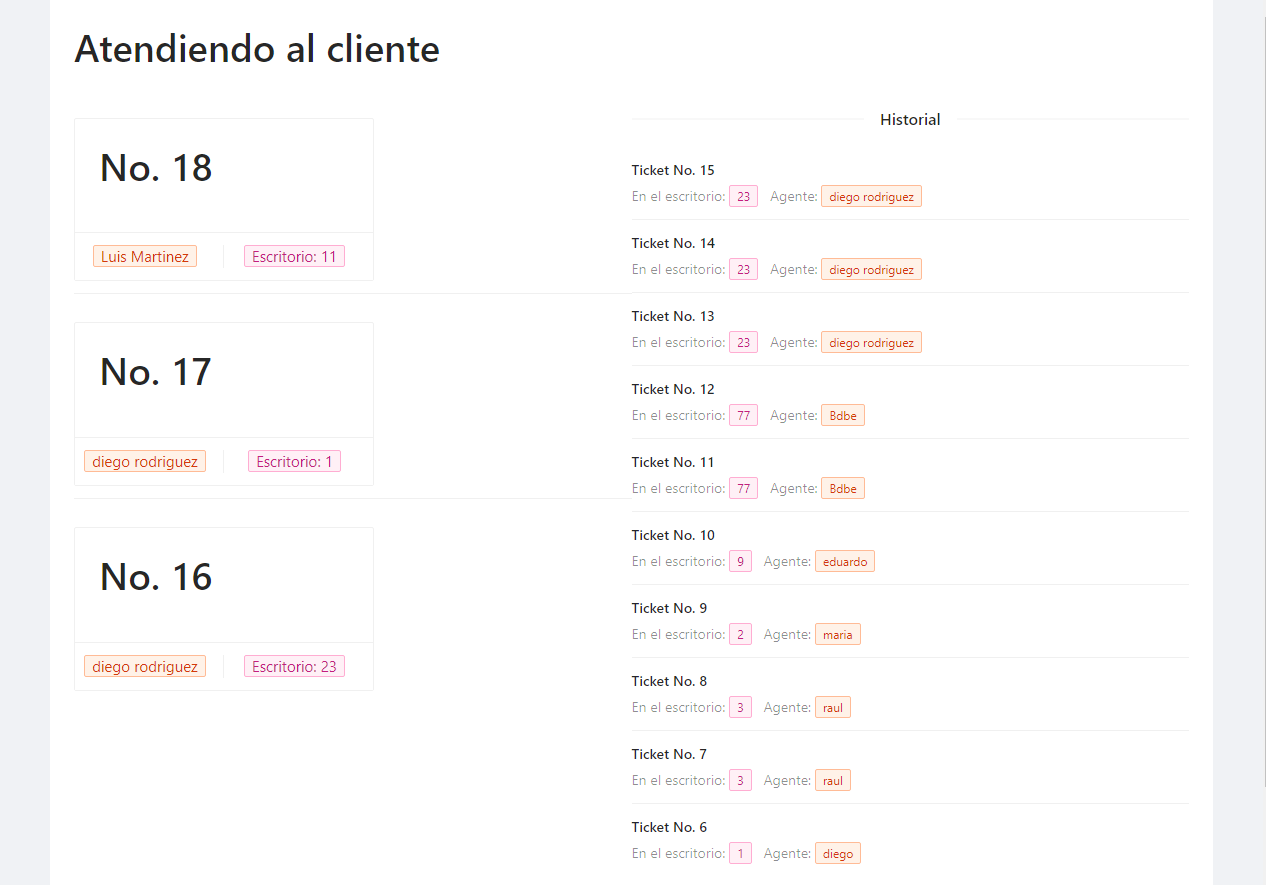 Atendiendo al cliente
No. 18
Luis Martinez Escritorio: 11
No. 17
diego rodriguez Escritorio: 1
No. 16
diego rodriguez Escritorio: 23
Historial
Ticket No. 15
En el escritorio: 23 Agente: diego rodriguez
Ticket No. 14
En el escritorio: 23 Agente: diego rodriguez
Ticket No. 13
En el escritorio: 23 Agente: diego rodriguez
Ticket No. 12
En el escritorio: 77 Agente: Bdbe
Ticket No. 11
En el escritorio: 77 Agente: Bdbe
Ticket No. 10
En el escritorio: 9 Agente: eduardo
Ticket No. 9
En el escritorio: 2 Agente: maria
Ticket No. 8
En el escritorio: 3 Agente: raul
Ticket No. 7
En el escritorio: 3 Agente: raul
Ticket No. 6
En el escritorio: 1 Agente: diego